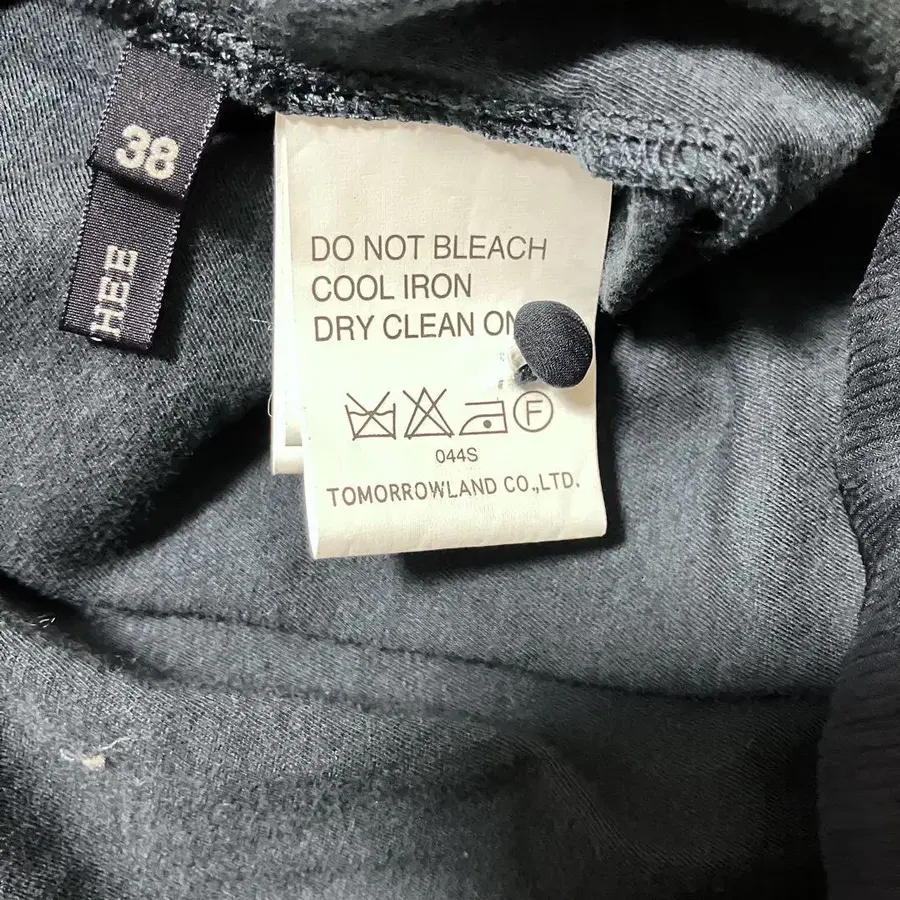 38
HEE
DO NOT BLEACH
COOL IRON
DRY CLEAN ON
F
044S
TOMORROWLAND CO.,LTD.